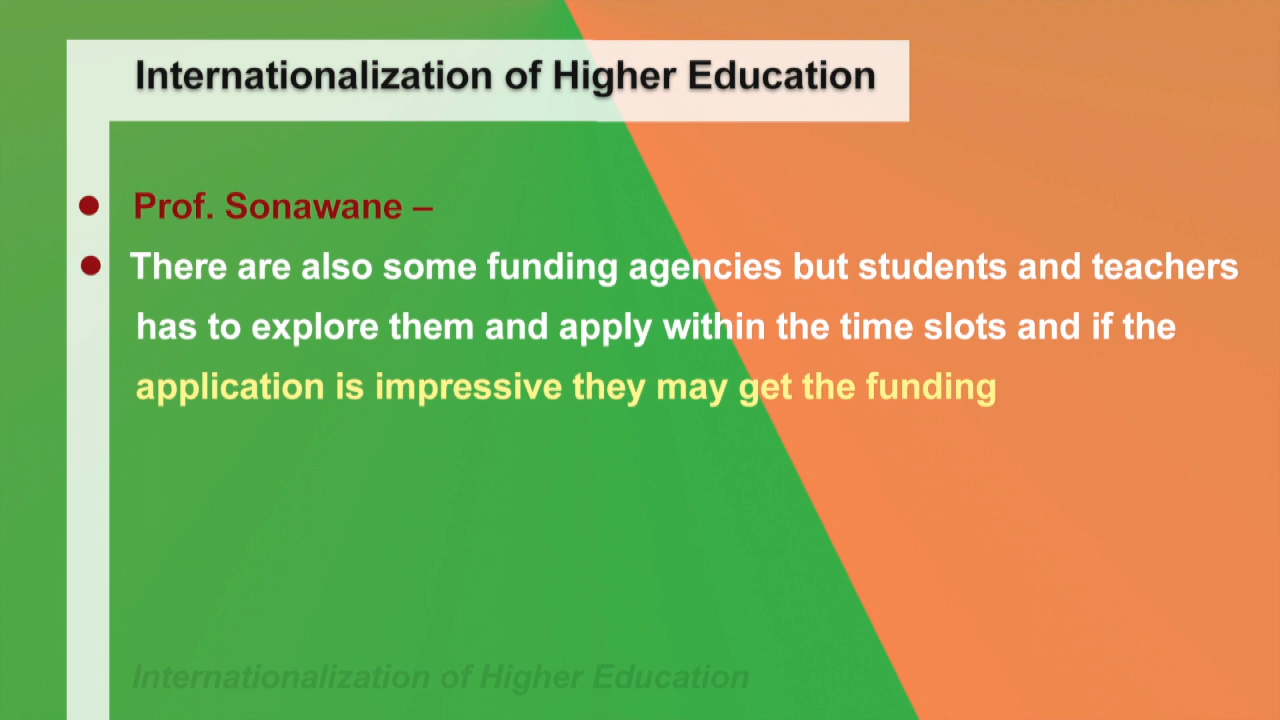 Internationalization of Higher Education
● Prof. Sonawane –
● There are also some funding agencies but students and teachers
has to explore them and apply within the time slots and if the
application is impressive they may get the funding
Internationalization of Higher Education